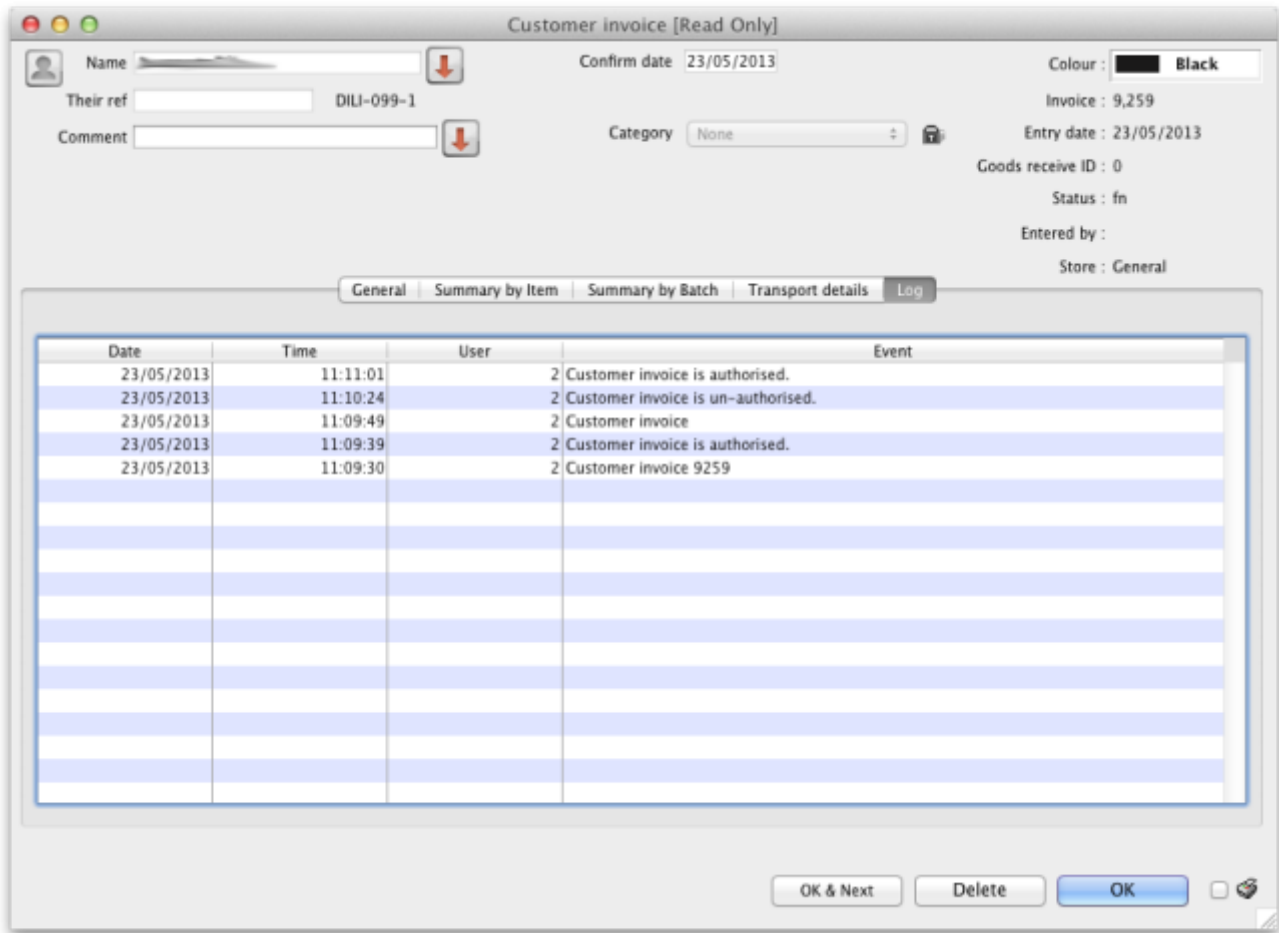 Customer invoice [Read Only]
Name Confirm date 23/05/2013 Colour : Black
Their ref DILI-099-1 Invoice : 9,259
Comment Category None Entry date : 23/05/2013
Goods receive ID : 0
Status : fn
Entered by :
Store : General
General Summary by Item Summary by Batch Transport details Log
Date Time User Event
23/05/2013 11:11:01 2 Customer invoice is authorised.
23/05/2013 11:10:24 2 Customer invoice is un-authorised.
23/05/2013 11:09:49 2 Customer invoice
23/05/2013 11:09:39 2 Customer invoice is authorised.
23/05/2013 11:09:30 2 Customer invoice 9259
OK & Next Delete OK